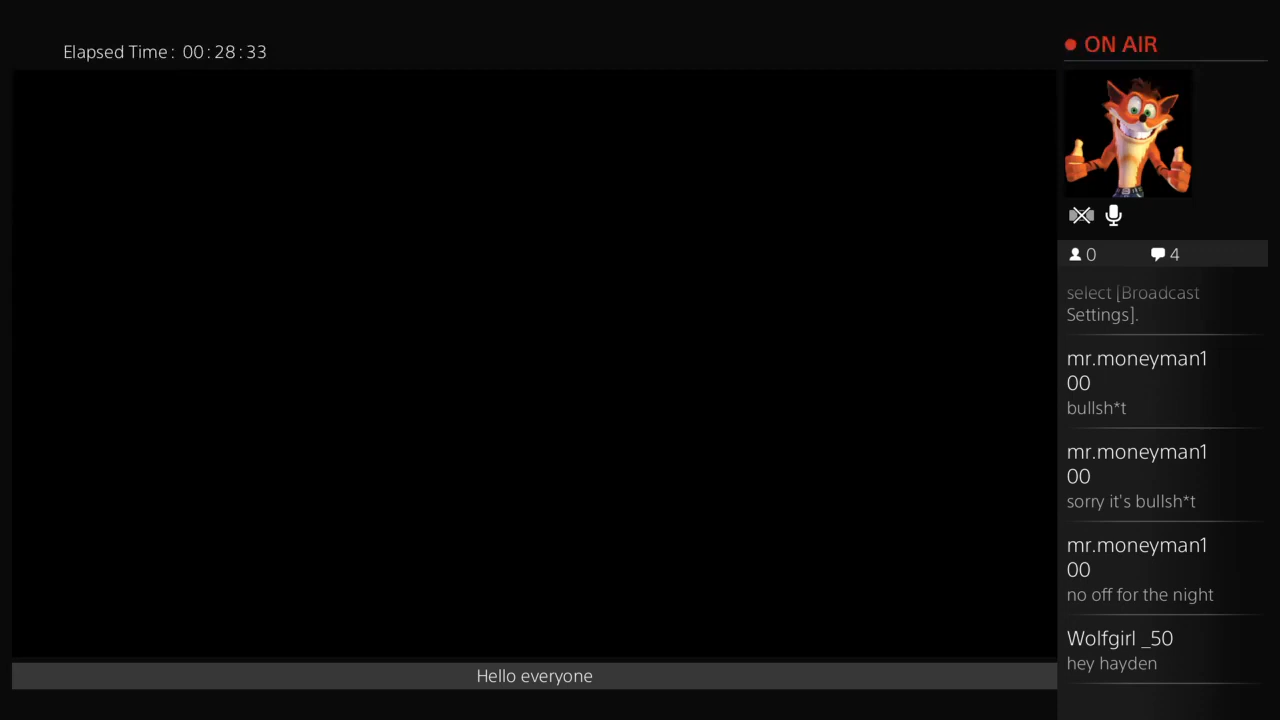 Elapsed Time: 00:28:33
ON AIR
0 4
select [Broadcast
Settings].
mr.moneyman1
00
bullsh*t
mr.moneyman1
00
sorry it's bullsh*t
mr.moneyman1
00
no off for the night
Wolfgirl _50
hey hayden
Hello everyone